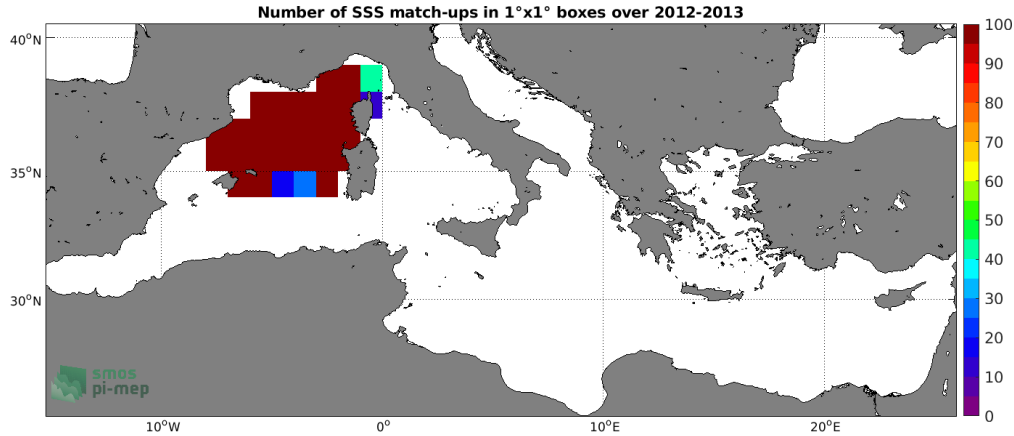 Number of SSS match-ups in 1°x1° boxes over 2012-2013
40°N
35°N
30°N
10°W
0°
10°E
20°E
100
90
80
70
60
50
40
30
20
10
0
smos
pi-mep